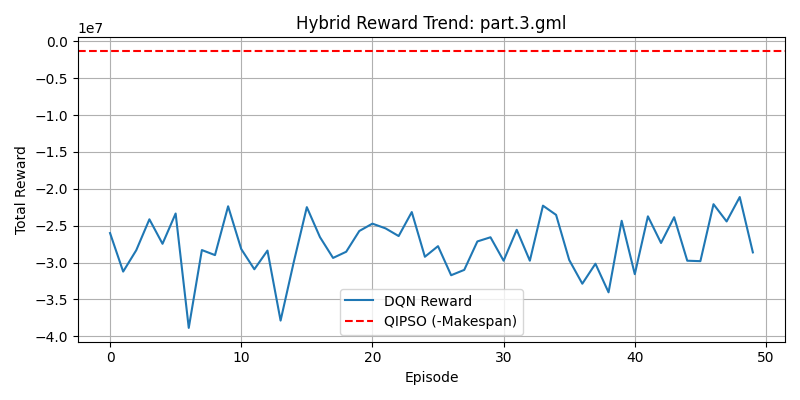 Hybrid Reward Trend: part.3.gml
1e7
0.0
−0.5
−1.0
−1.5
−2.0
−2.5
−3.0
−3.5
−4.0
Total Reward
DQN Reward
QIPSO (-Makespan)
0 10 20 30 40 50
Episode